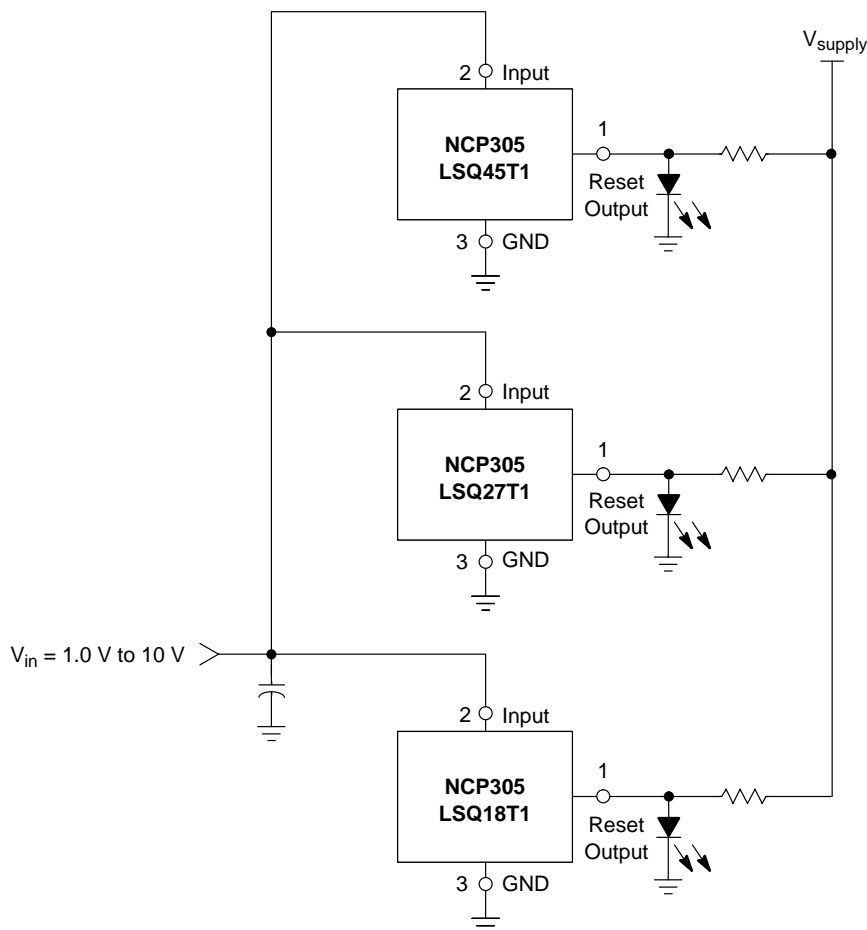 V_supply
2 Input
NCP305
LSQ45T1
1
Reset
Output
3 GND
2 Input
NCP305
LSQ27T1
1
Reset
Output
3 GND
V_in = 1.0 V to 10 V
2 Input
NCP305
LSQ18T1
1
Reset
Output
3 GND